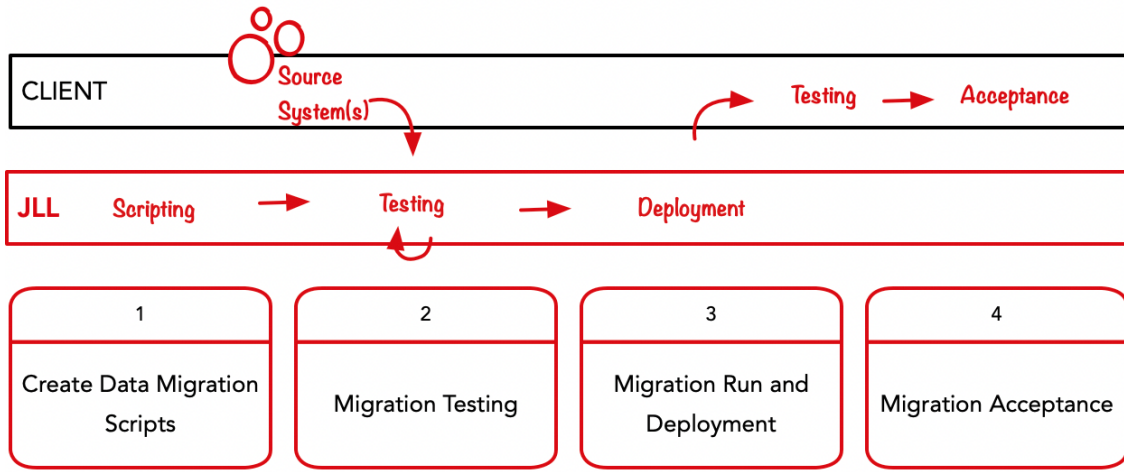 CLIENT
Source
System(s)
Testing
Acceptance
JLL
Scripting
Testing
Deployment
1
2
3
4
Create Data Migration
Scripts
Migration Testing
Migration Run and
Deployment
Migration Acceptance